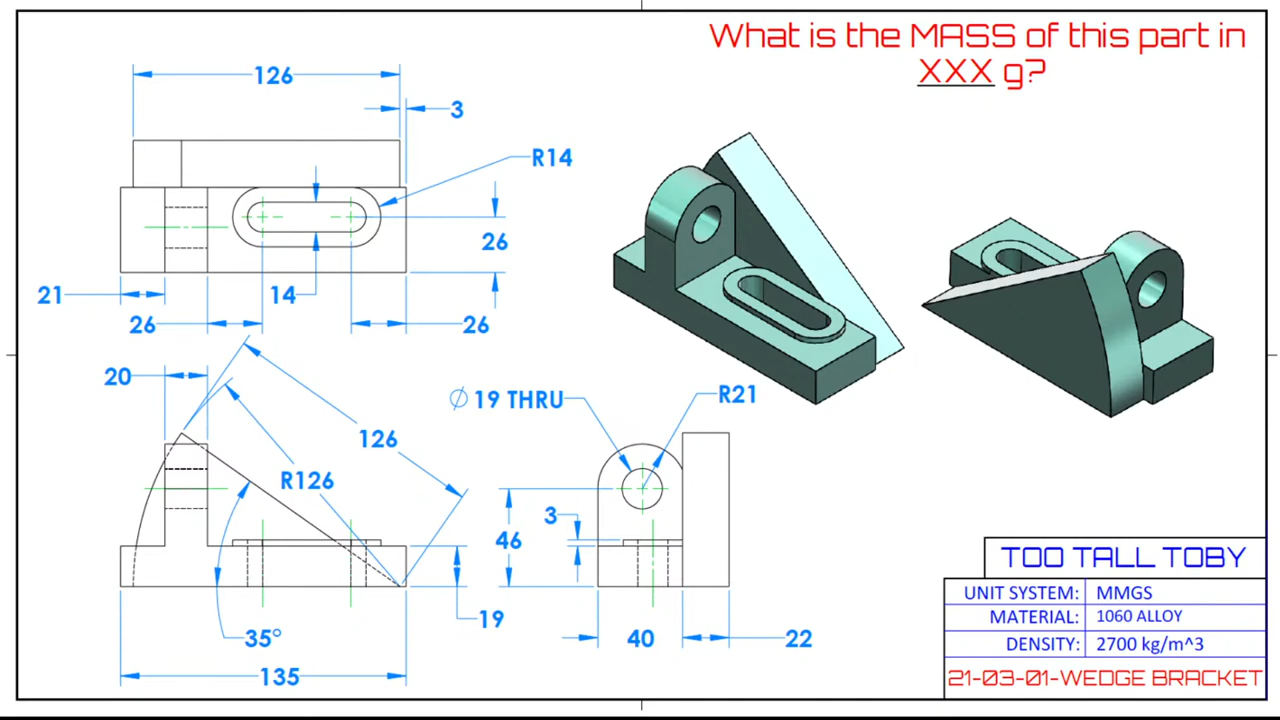 What is the MASS of this part in
XXX g?
126
3
R14
26
21
14
26
26
20
126
Ø 19 THRU
R21
R126
3
46
19
35°
40
22
135
TOO TALL TOBY
UNIT SYSTEM: MMGS
MATERIAL: 1060 ALLOY
DENSITY: 2700 kg/m^3
21-03-01-WEDGE BRACKET